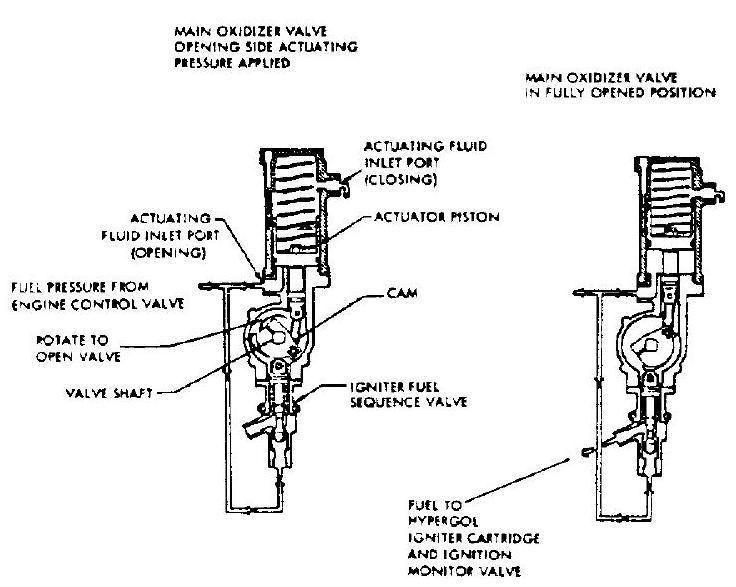 MAIN OXIDIZER VALVE
OPENING SIDE ACTUATING
PRESSURE APPLIED
MAIN OXIDIZER VALVE
IN FULLY OPENED POSITION
ACTUATING FLUID
INLET PORT
(CLOSING)
ACTUATING
FLUID INLET PORT
(OPENING)
ACTUATOR PISTON
FUEL PRESSURE FROM
ENGINE CONTROL VALVE
CAM
ROTATE TO
OPEN VALVE
VALVE SHAFT
IGNITER FUEL
SEQUENCE VALVE
FUEL TO
HYPERGOL
IGNITER CARTRIDGE
AND IGNITION
MONITOR VALVE